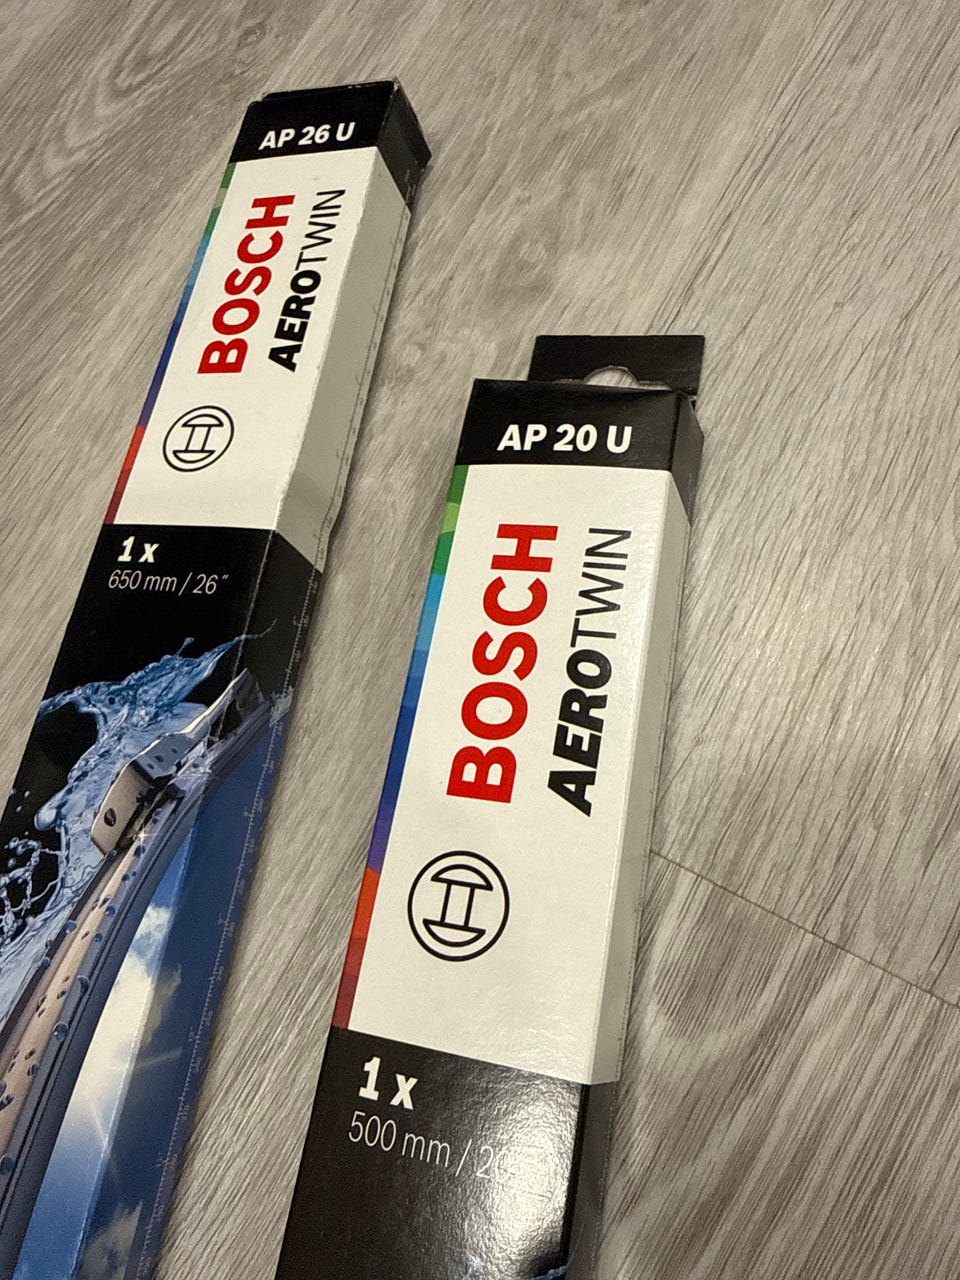 AP 26 U
BOSCH
AEROTWIN
1 x
650 mm / 26"
AP 20 U
BOSCH
AEROTWIN
1 x
500 mm /